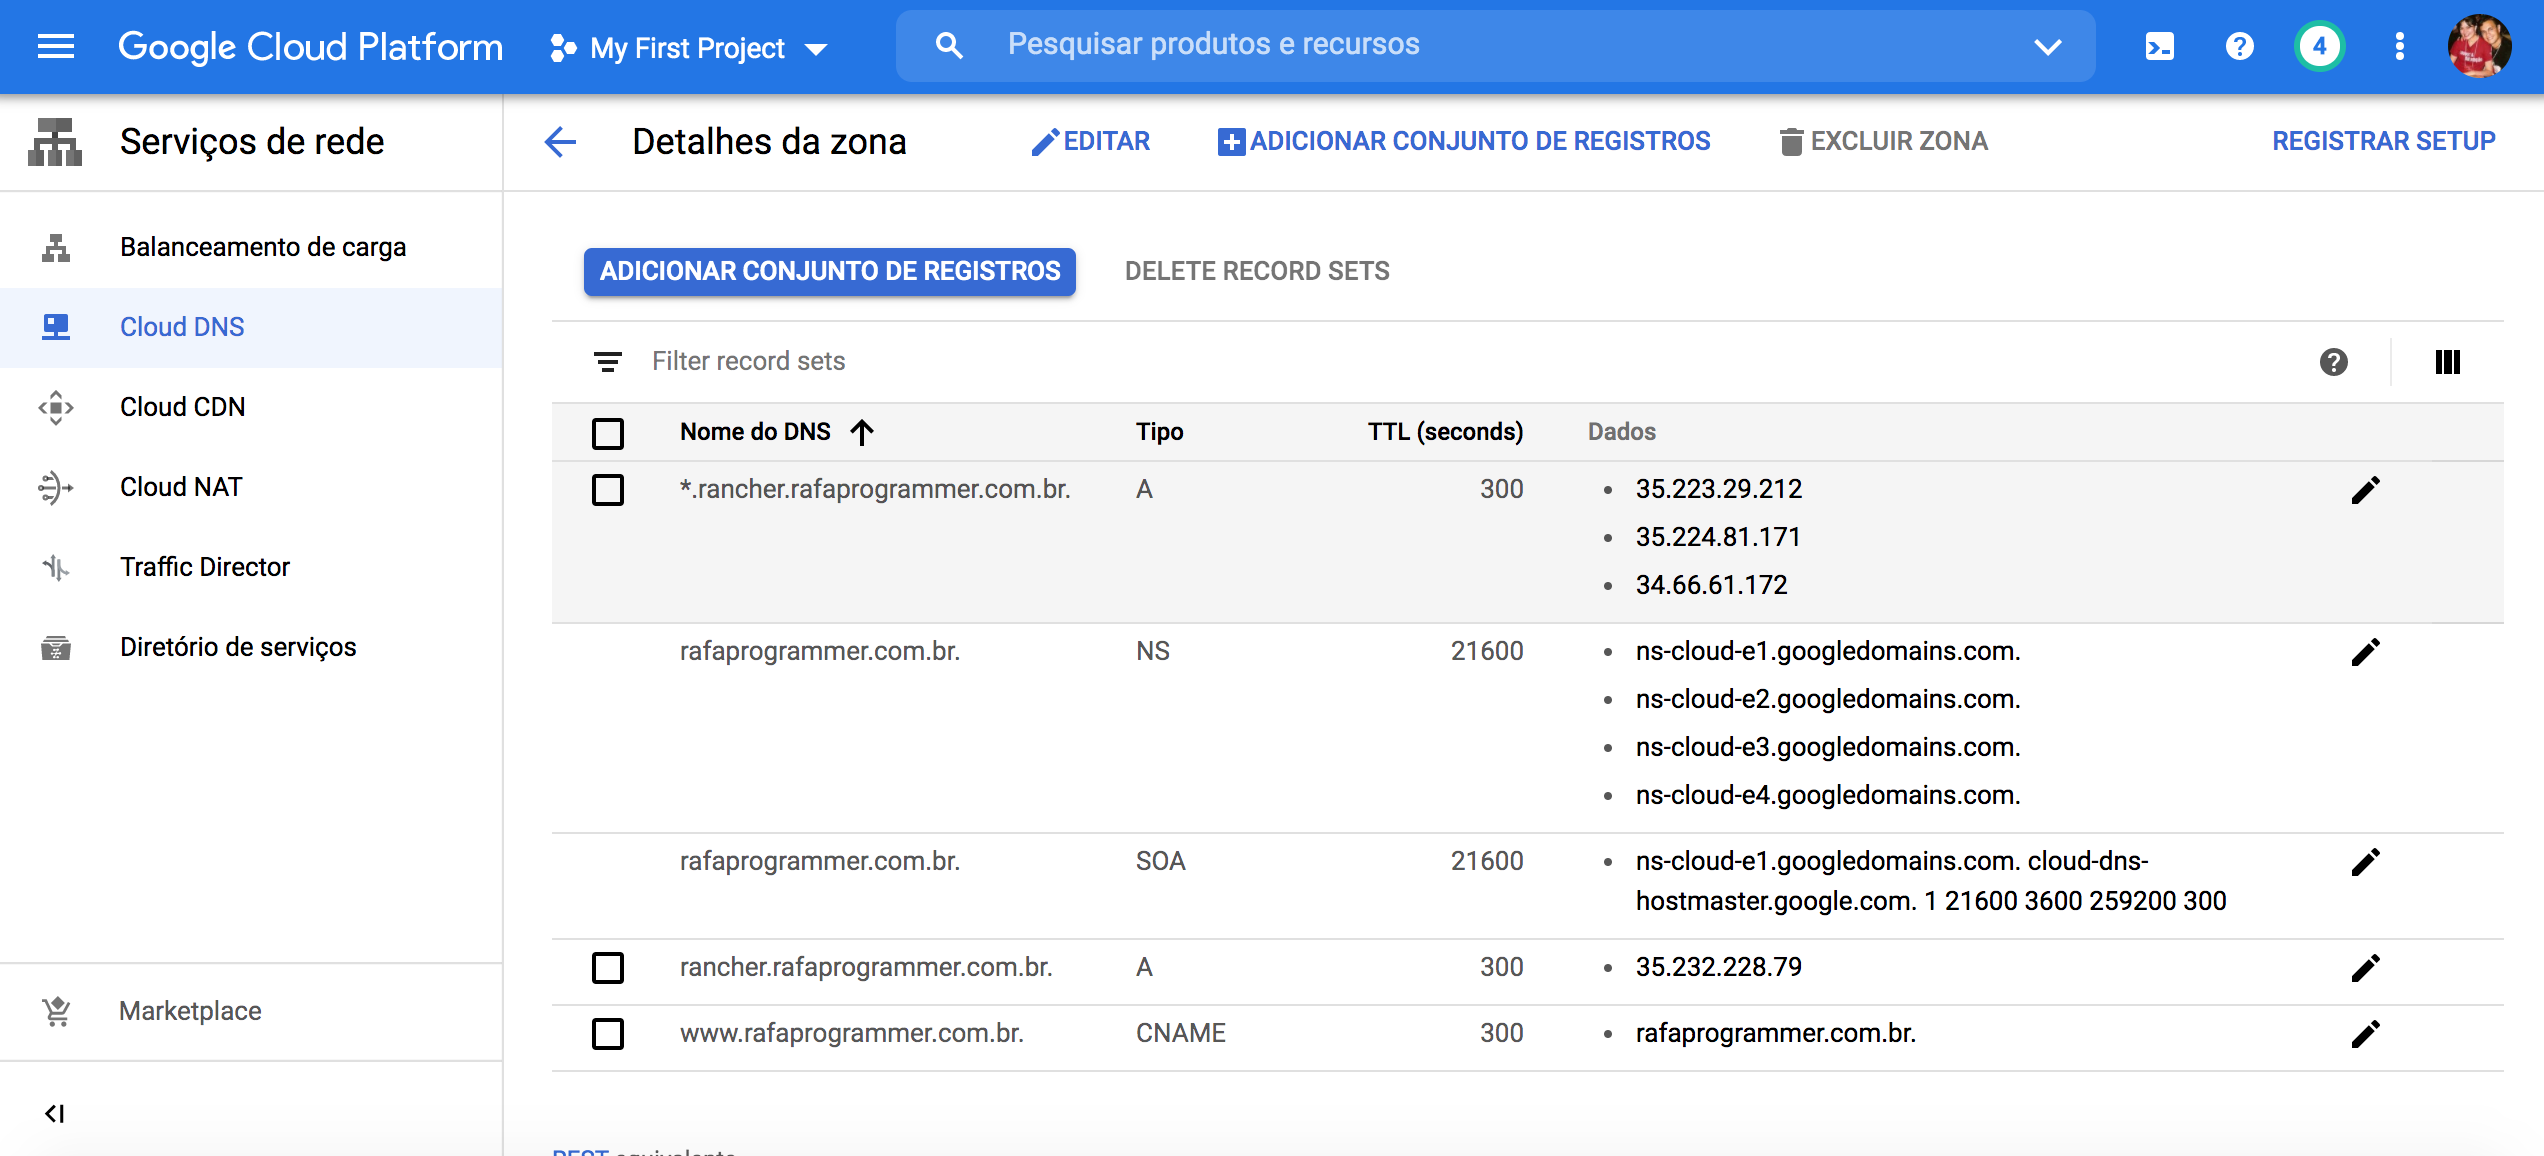 Google Cloud Platform
My First Project
Pesquisar produtos e recursos
4
Serviços de rede
Detalhes da zona
EDITAR
ADICIONAR CONJUNTO DE REGISTROS
EXCLUIR ZONA
REGISTRAR SETUP
Balanceamento de carga
Cloud DNS
Cloud CDN
Cloud NAT
Traffic Director
Diretório de serviços
Marketplace
ADICIONAR CONJUNTO DE REGISTROS
DELETE RECORD SETS
Filter record sets
Nome do DNS Tipo TTL (seconds) Dados
*.rancher.rafaprogrammer.com.br. A 300 • 35.223.29.212
• 35.224.81.171
• 34.66.61.172
rafaprogrammer.com.br. NS 21600 • ns-cloud-e1.googledomains.com.
• ns-cloud-e2.googledomains.com.
• ns-cloud-e3.googledomains.com.
• ns-cloud-e4.googledomains.com.
rafaprogrammer.com.br. SOA 21600 • ns-cloud-e1.googledomains.com. cloud-dns-
hostmaster.google.com. 1 21600 3600 259200 300
rancher.rafaprogrammer.com.br. A 300 • 35.232.228.79
www.rafaprogrammer.com.br. CNAME 300 • rafaprogrammer.com.br.